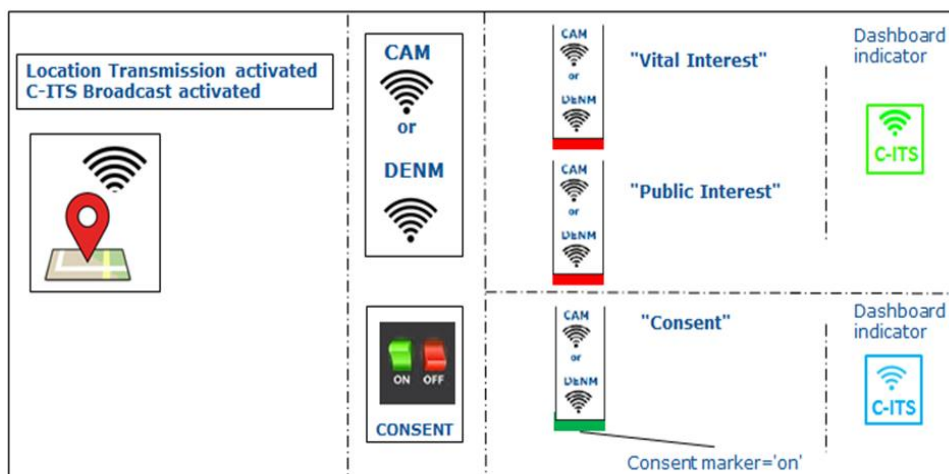 Location Transmission activated
C-ITS Broadcast activated
CAM
or
DENM
ON OFF
CONSENT
CAM
or
DENM
"Vital Interest"
Dashboard
indicator
C-ITS
CAM
or
DENM
"Public Interest"
CAM
or
DENM
"Consent"
Dashboard
indicator
C-ITS
Consent marker='on'